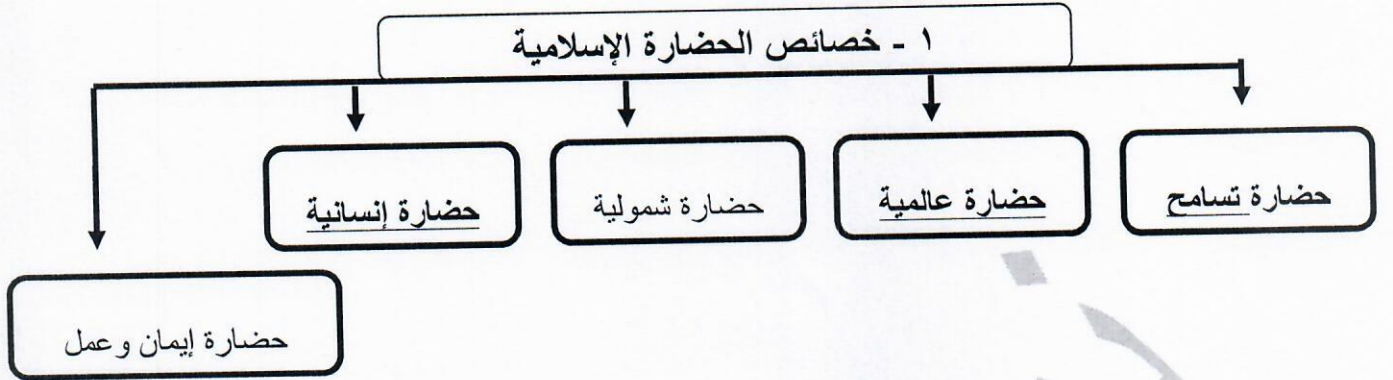 ١ - خصائص الحضارة الإسلامية
حضارة تسامح
حضارة عالمية
حضارة شمولية
حضارة إنسانية
حضارة إيمان وعمل